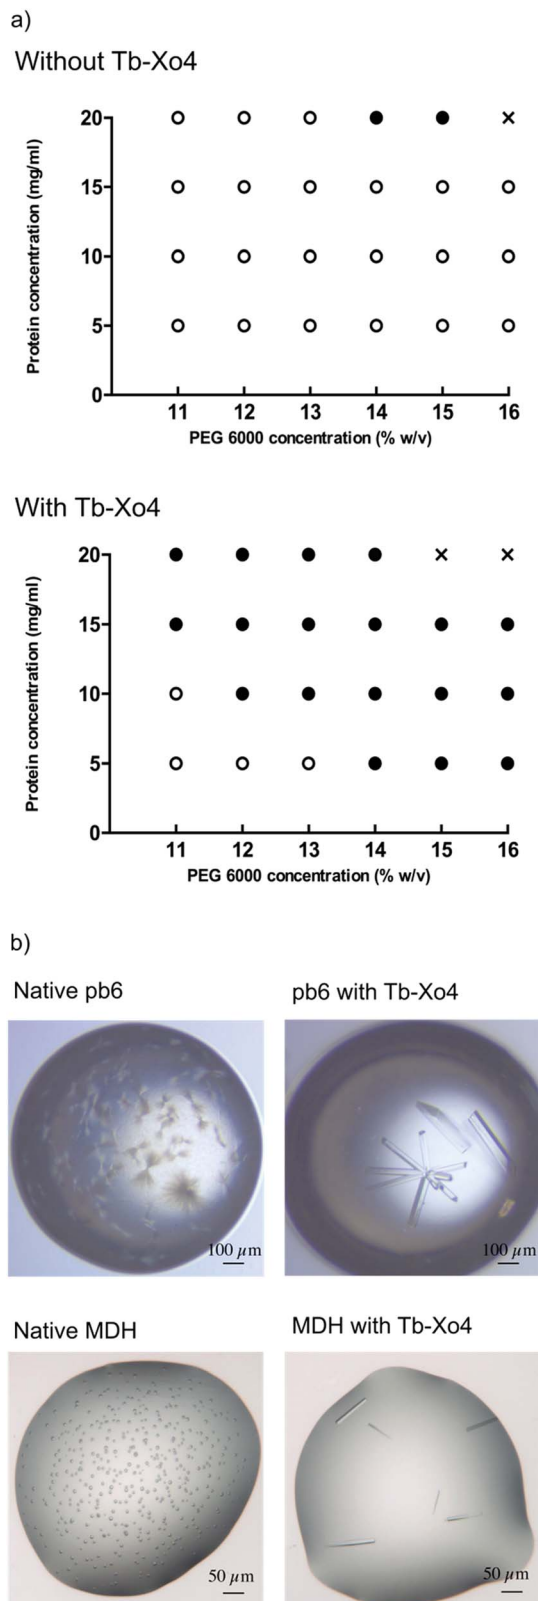 a)
Without Tb-Xo4
Protein concentration (mg/ml)
20
15
10
5
0
11 12 13 14 15 16
PEG 6000 concentration (% w/v)
With Tb-Xo4
Protein concentration (mg/ml)
20
15
10
5
0
11 12 13 14 15 16
PEG 6000 concentration (% w/v)
b)
Native pb6
pb6 with Tb-Xo4
100 µm
100 µm
Native MDH
MDH with Tb-Xo4
50 µm
50 µm